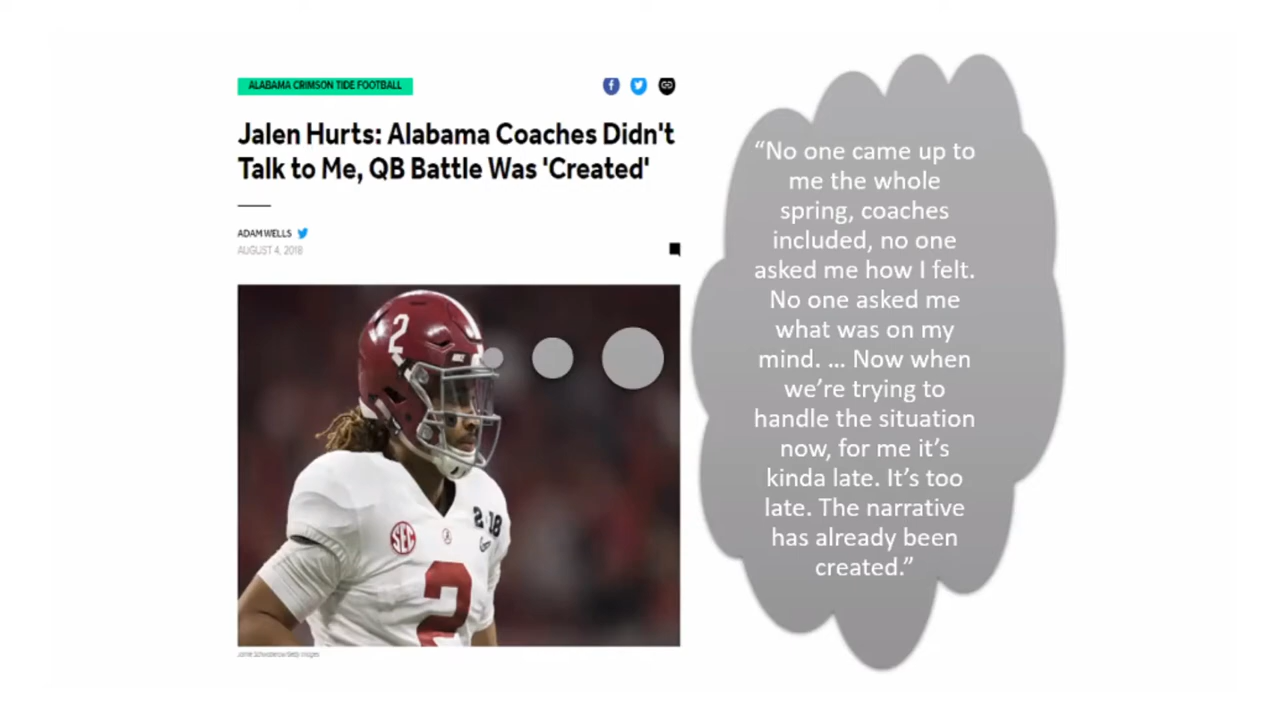 ALABAMA CRIMSON TIDE FOOTBALL
Jalen Hurts: Alabama Coaches Didn't
Talk to Me, QB Battle Was 'Created'
ADAM WELLS
AUGUST 4, 2018
2
SEC
2 18
2
“No one came up to
me the whole
spring, coaches
included, no one
asked me how I felt.
No one asked me
what was on my
mind. ... Now when
we’re trying to
handle the situation
now, for me it’s
kinda late. It’s too
late. The narrative
has already been
created.”